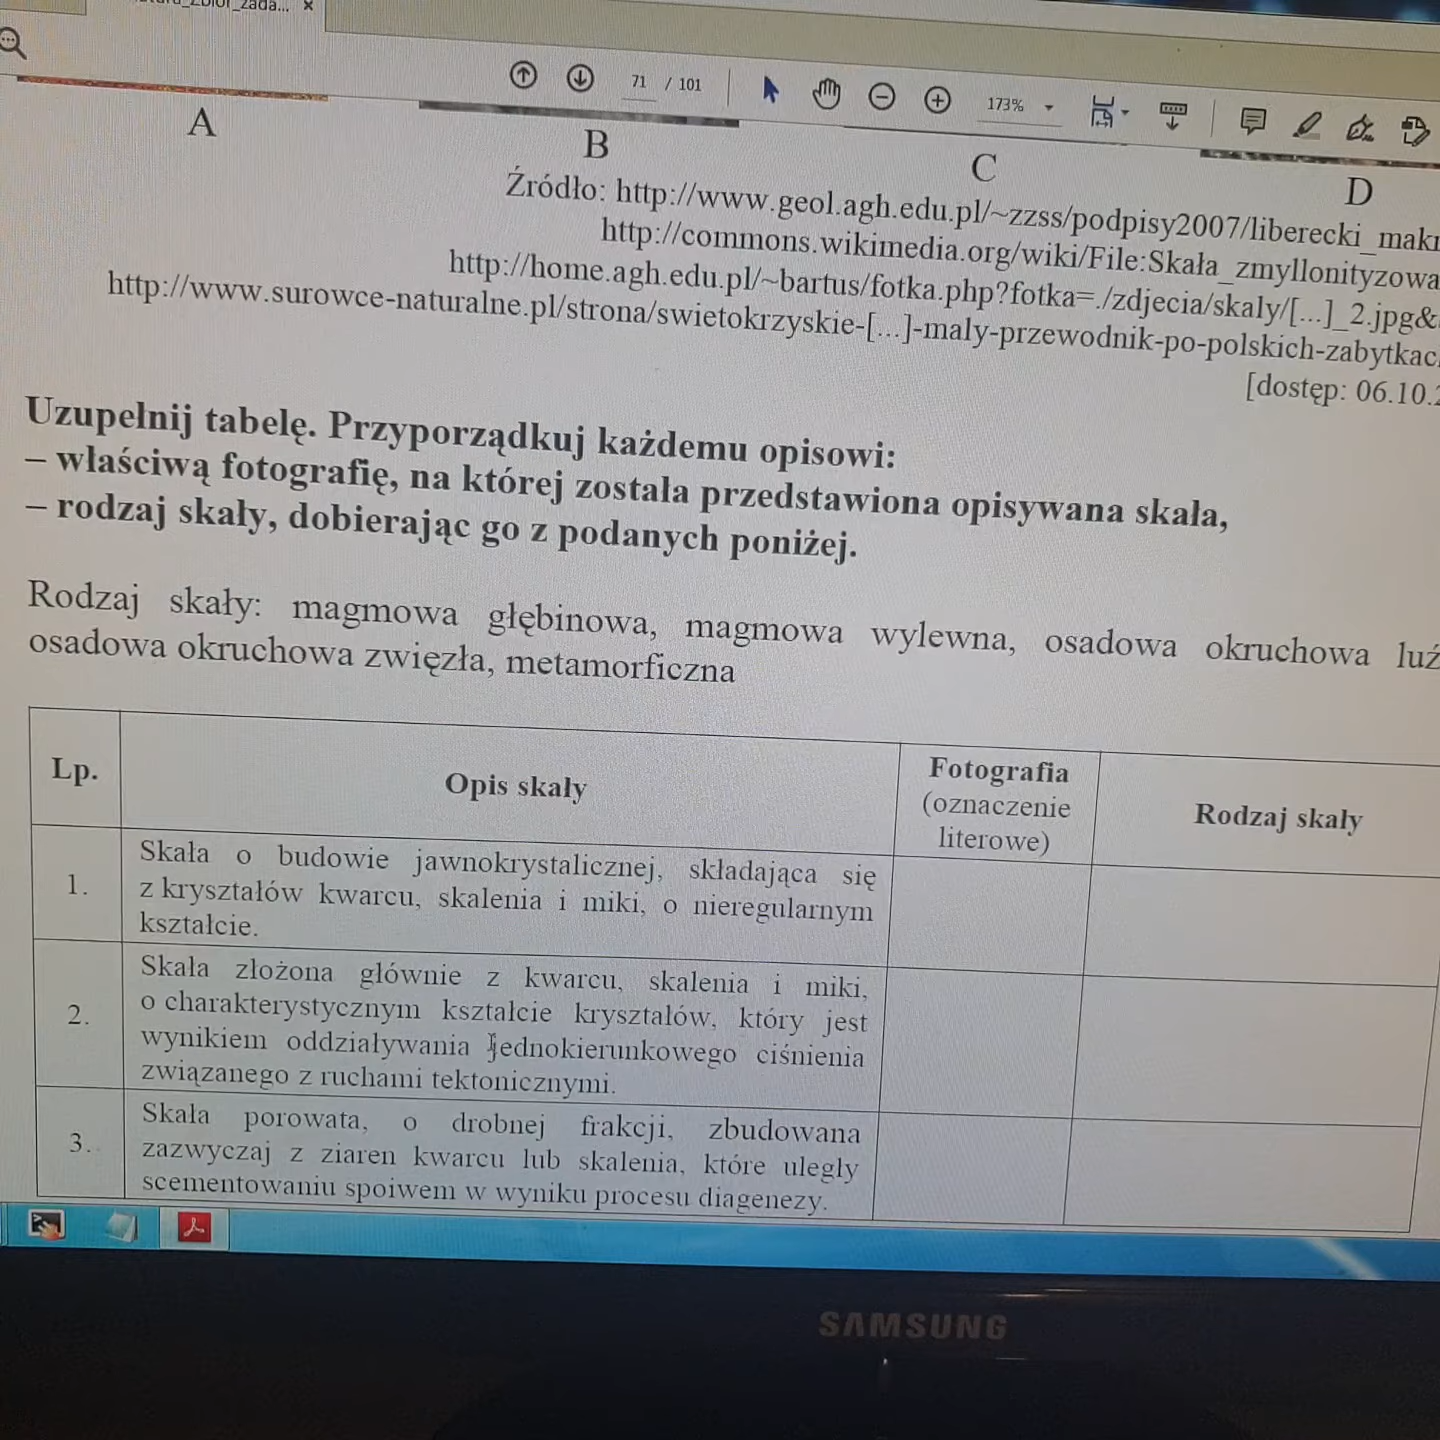 71 / 101
173%
A
B
C
D
Źródło: http://www.geol.agh.edu.pl/~zzss/podpisy2007/liberecki_makr
http://commons.wikimedia.org/wiki/File:Skała_zmyllonityzowa
http://home.agh.edu.pl/~bartus/fotka.php?fotka=./zdjecia/skaly/[...]_2.jpg&
http://www.surowce-naturalne.pl/strona/swietokrzyskie-[...]-maly-przewodnik-po-polskich-zabytkac
[dostęp: 06.10.
Uzupełnij tabelę. Przyporządkuj każdemu opisowi:
– właściwą fotografię, na której została przedstawiona opisywana skała,
– rodzaj skały, dobierając go z podanych poniżej.
Rodzaj skały: magmowa głębinowa, magmowa wylewna, osadowa okruchowa luź
osadowa okruchowa zwięzła, metamorficzna
Lp.
Opis skały
Fotografia
(oznaczenie
literowe)
Rodzaj skały
1.
Skała o budowie jawnokrystalicznej, składająca się
z kryształów kwarcu, skalenia i miki, o nieregularnym
kształcie.
2.
Skała złożona głównie z kwarcu, skalenia i miki,
o charakterystycznym kształcie kryształów, który jest
wynikiem oddziaływania jednokierunkowego ciśnienia
związanego z ruchami tektonicznymi.
3.
Skała porowata, o drobnej frakcji, zbudowana
zazwyczaj z ziaren kwarcu lub skalenia, które uległy
scementowaniu spoiwem w wyniku procesu diagenezy.
SAMSUNG